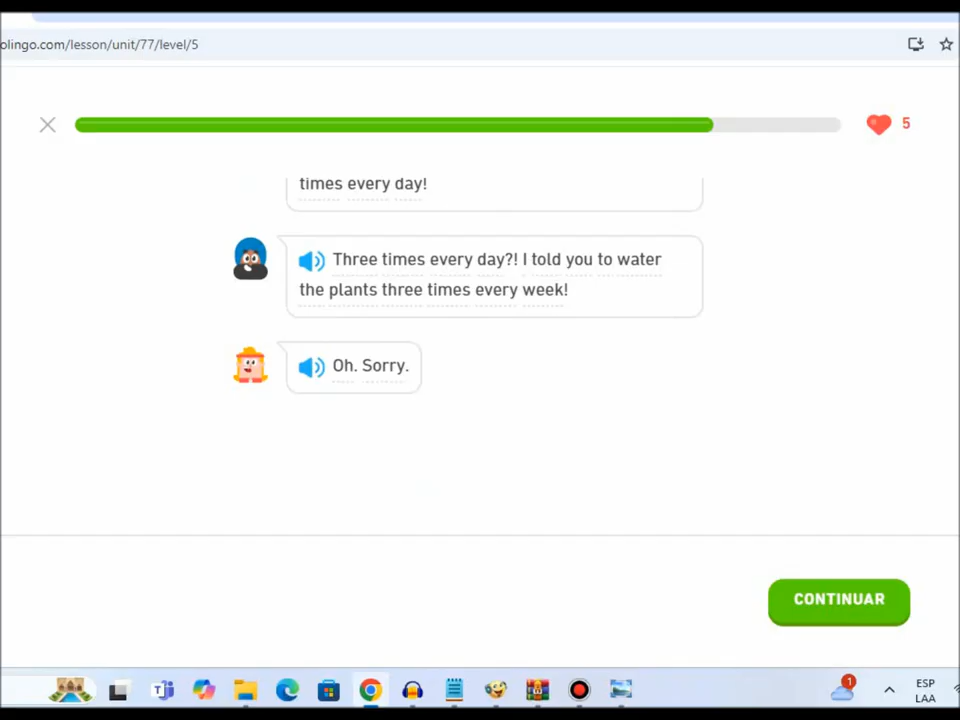 olingo.com/lesson/unit/77/level/5
5
times every day!
Three times every day?! I told you to water
the plants three times every week!
Oh. Sorry.
CONTINUAR
1
ESP
LAA